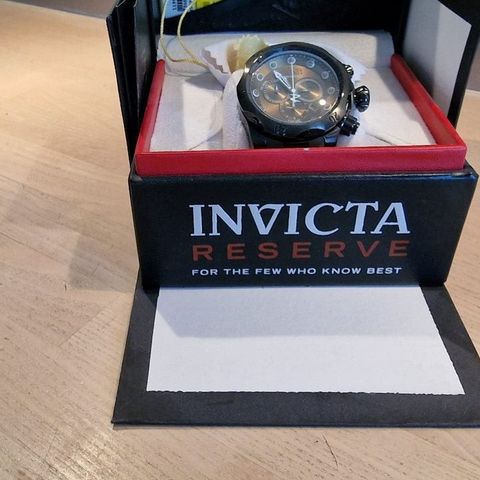 INVICTA
RESERVE
FOR THE FEW WHO KNOW BEST